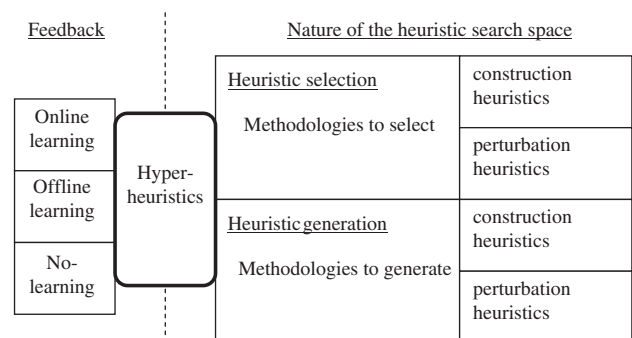 Feedback
Nature of the heuristic search space
Online
learning
Offline
learning
No-
learning
Hyper-
heuristics
Heuristic selection
Methodologies to select
construction
heuristics
perturbation
heuristics
Heuristic generation
Methodologies to generate
construction
heuristics
perturbation
heuristics